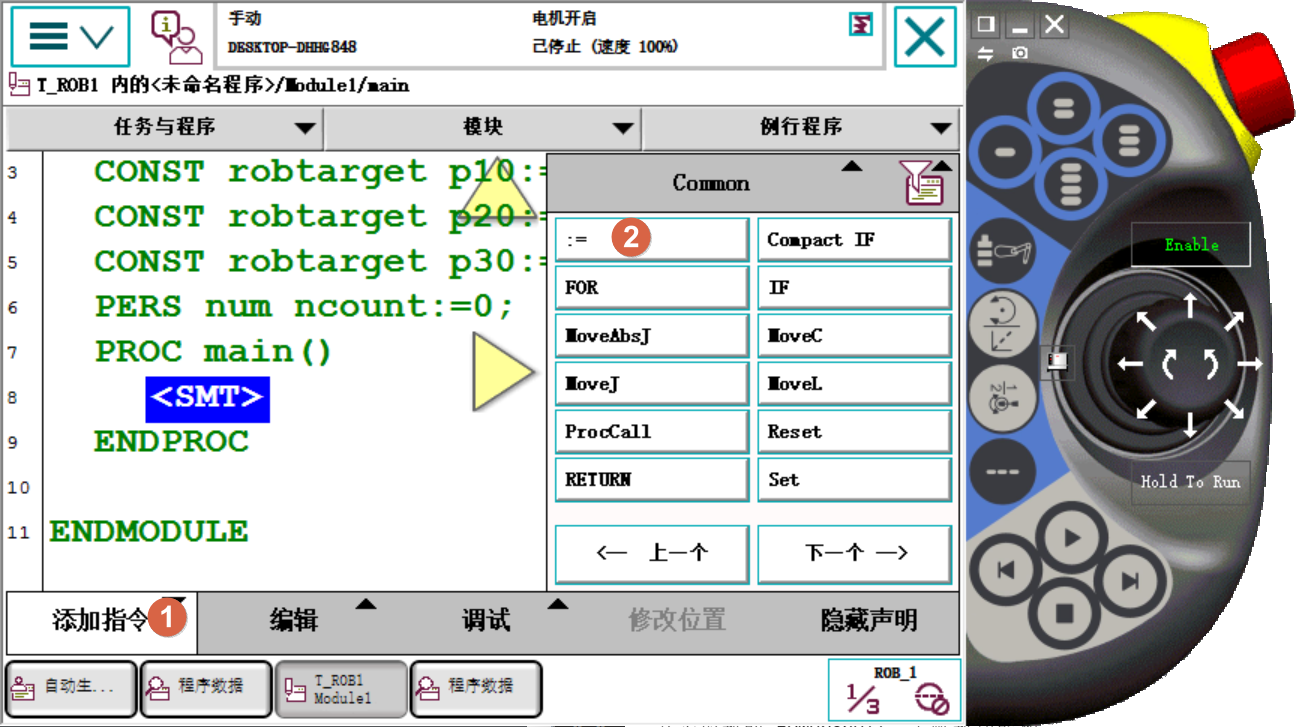 手动
电机开启
DESKTOP-DHHG848
己停止 (速度 100%)
T_ROB1 内的<未命名程序>/Module1/main
任务与程序
模块
例行程序
3 CONST robtarget p10:=
4 CONST robtarget p20:=
5 CONST robtarget p30:=
6 PERS num ncount:=0;
7 PROC main()
8 <SMT>
9 ENDPROC
10
11 ENDMODULE
Common
:= 2 Compact IF
FOR IF
MoveAbsJ MoveC
MoveJ MoveL
ProcCall Reset
RETURN Set
<— 上一个 下一个 —>
添加指令 1 编辑 调试 修改位置 隐藏声明
自动生...
程序数据
T_ROB1
Module1
程序数据
ROB_1
1/3
Enable
Hold To Run